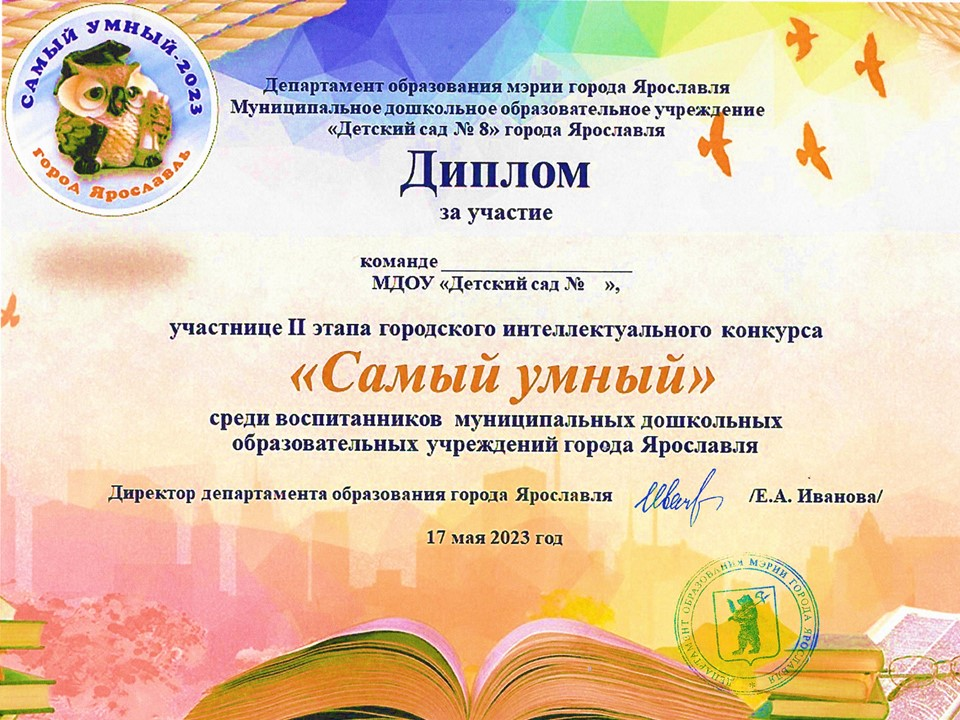 САМЫЙ УМНЫЙ-2023
город Ярославль
Департамент образования мэрии города Ярославля
Муниципальное дошкольное образовательное учреждение
«Детский сад № 8» города Ярославля
Диплом
за участие
команде ____________________
МДОУ «Детский сад №    »,
участнице II этапа городского интеллектуального конкурса
«Самый умный»
среди воспитанников муниципальных дошкольных
образовательных учреждений города Ярославля
Директор департамента образования города Ярославля /Е.А. Иванова/
17 мая 2023 год
ДЕПАРТАМЕНТ ОБРАЗОВАНИЯ МЭРИИ ГОРОДА ЯРОСЛАВЛЯ